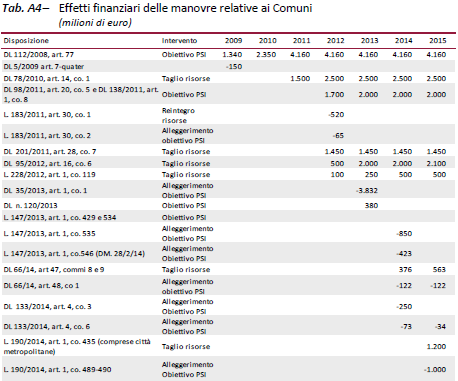 Tab. A4– Effetti finanziari delle manovre relative ai Comuni
(milioni di euro)
Disposizione Intervento 2009 2010 2011 2012 2013 2014 2015
DL 112/2008, art. 77 Obiettivo PSI 1.340 2.350 4.160 4.160 4.160 4.160 4.160
DL 5/2009 art. 7-quater -150
DL 78/2010, art. 14, co. 1 Taglio risorse 1.500 2.500 2.500 2.500 2.500
DL 98/2011, art. 20, co. 5 e DL 138/2011, art. 1, co. 8 Obiettivo PSI 1.700 2.000 2.000 2.000
L. 183/2011, art. 30, co. 1 Reintegro risorse -520
L. 183/2011, art. 30, co. 2 Alleggerimento obiettivo PSI -65
DL 201/2011, art. 28, co. 7 Taglio risorse 1.450 1.450 1.450 1.450
DL 95/2012, art. 16, co. 6 Taglio risorse 500 2.000 2.000 2.100
L. 228/2012, art. 1, co. 119 Taglio risorse 100 250 500 500
DL 35/2013, art. 1, co. 1 Alleggerimento Obiettivo PSI -3.832
DL n. 120/2013 Obiettivo PSI 380
L. 147/2013, art. 1, co. 429 e 534 Obiettivo PSI
L. 147/2013, art. 1, co. 535 Alleggerimento Obiettivo PSI -850
L. 147/2013, art. 1, co.546 (DM. 28/2/14) Alleggerimento Obiettivo PSI -423
DL 66/14, art 47, commi 8 e 9 Taglio risorse 376 563
DL 66/14, art. 48, co 1 Alleggerimento obiettivo PSI -122 -122
DL 133/2014, art. 4, co. 3 Alleggerimento Obiettivo PSI -250
DL 133/2014, art. 4, co. 6 Alleggerimento Obiettivo PSI -73 -34
L. 190/2014, art. 1, co. 435 (comprese città metropolitane) Taglio risorse 1.200
L. 190/2014, art. 1, co. 489-490 Alleggerimento Obiettivo PSI -1.000